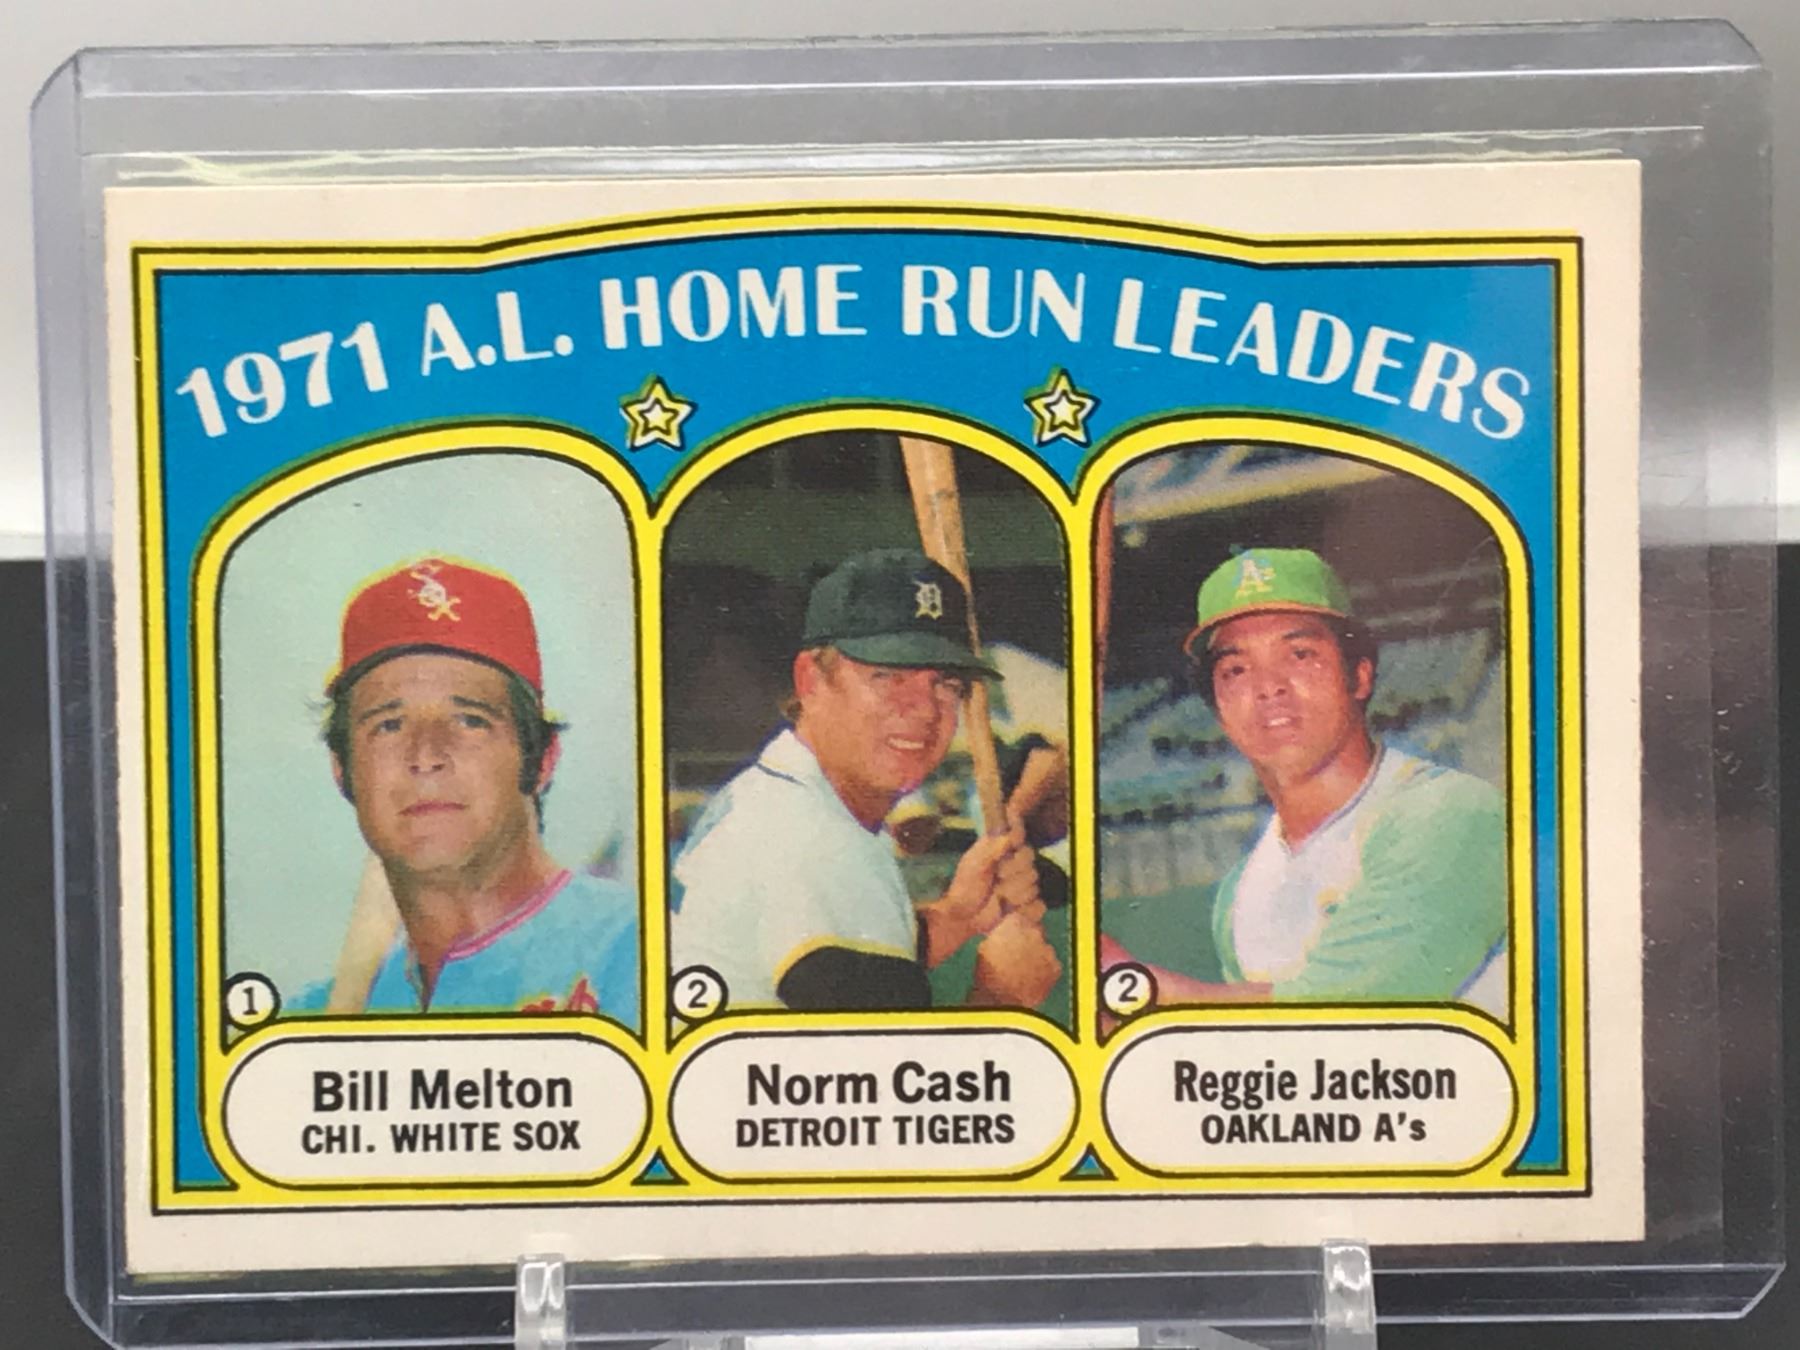 1971 A.L. HOME RUN LEADERS
Sox
D
A's
1
2
2
Bill Melton
CHI. WHITE SOX
Norm Cash
DETROIT TIGERS
Reggie Jackson
OAKLAND A's